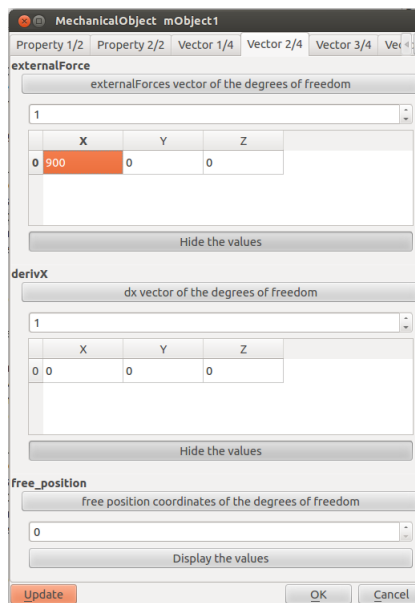 MechanicalObject mObject1
Property 1/2 Property 2/2 Vector 1/4 Vector 2/4 Vector 3/4
externalForce
externalForces vector of the degrees of freedom
1
X Y Z
0 900 0 0
Hide the values
derivX
dx vector of the degrees of freedom
1
X Y Z
0 0 0 0
Hide the values
free_position
free position coordinates of the degrees of freedom
0
Display the values
Update OK Cancel